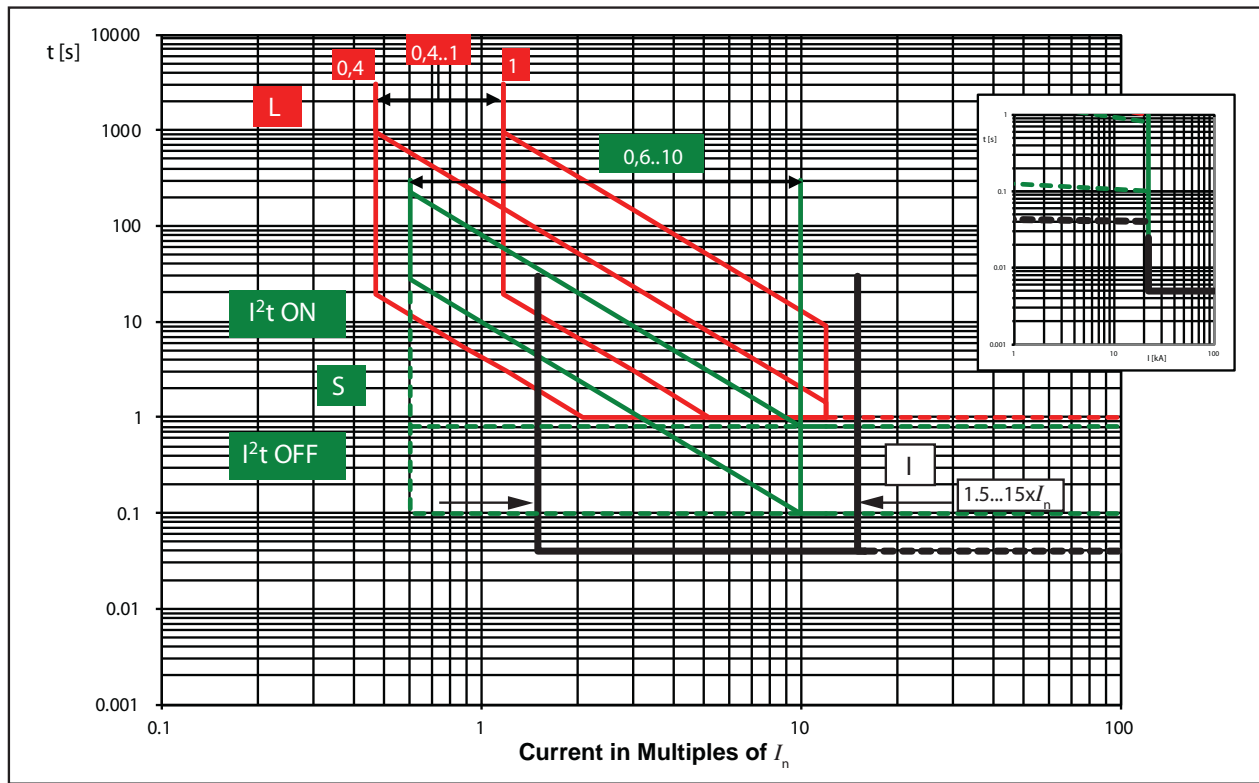 t [s]
10000
1000
100
10
1
0.1
0.01
0.001
0,4
0,4..1
1
L
0,6..10
I²t ON
S
I²t OFF
I
1.5...15xIn
0.1
1
10
100
Current in Multiples of In
t [s]
1
0.1
0.01
0.001
1
10
I [kA]
100